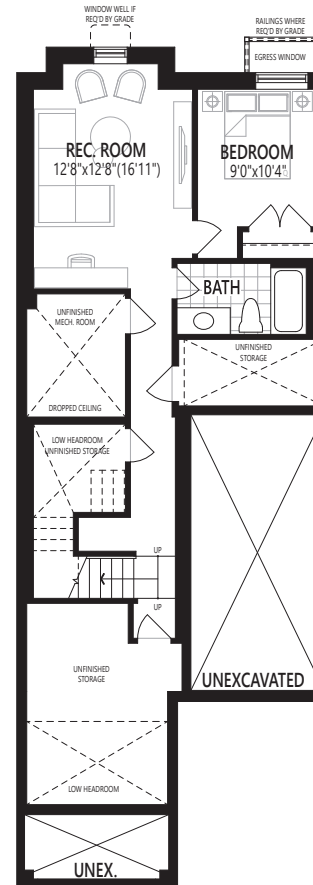 WINDOW WELL IF
REQ'D BY GRADE
RAILINGS WHERE
REQ'D BY GRADE
EGRESS WINDOW
REC. ROOM
12'8"x12'8"(16'11")
BEDROOM
9'0"x10'4"
BATH
UNFINISHED
MECH. ROOM
DROPPED CEILING
UNFINISHED
STORAGE
LOW HEADROOM
UNFINISHED STORAGE
UP
UP
UNFINISHED
STORAGE
LOW HEADROOM
UNEXCAVATED
UNEX.